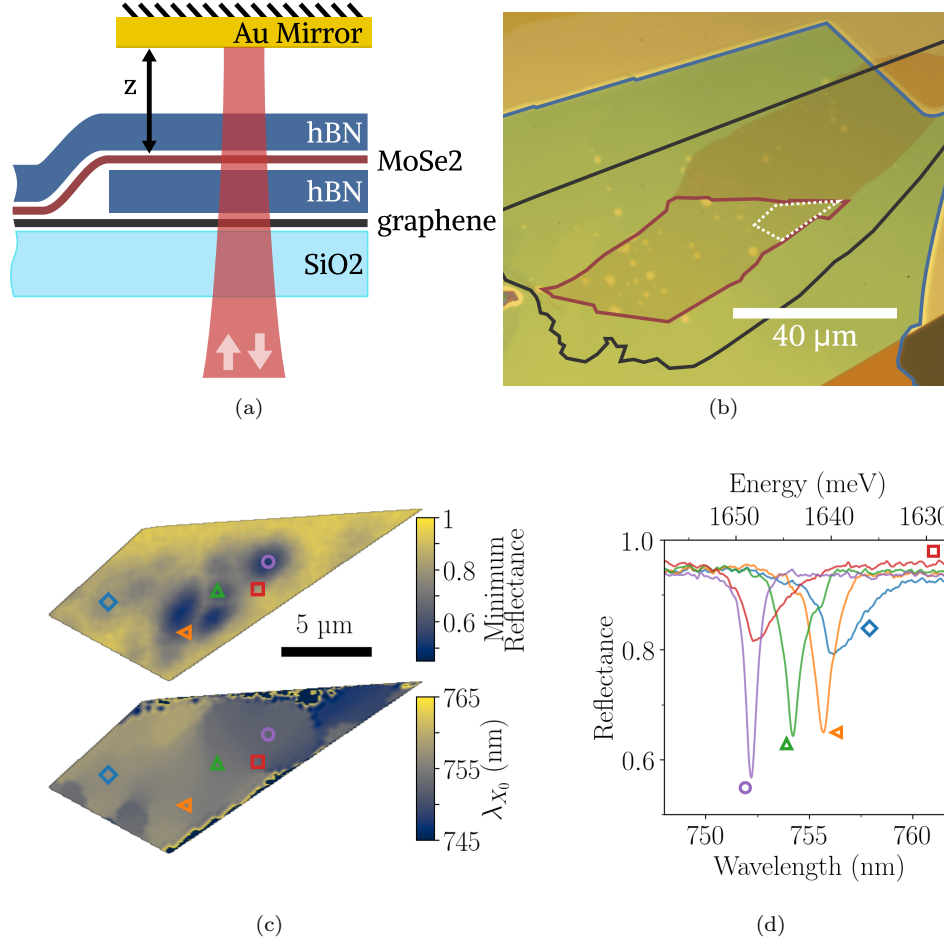 Au Mirror
z
hBN
MoSe2
hBN
graphene
SiO2
(a)
40 µm
(b)
1
0.8
0.6
Minimum
Reflectance
5 µm
765
755
745
λX0 (nm)
(c)
Energy (meV)
1648 1640 1630
1.0
0.8
0.6
Reflectance
750 755 760
Wavelength (nm)
(d)